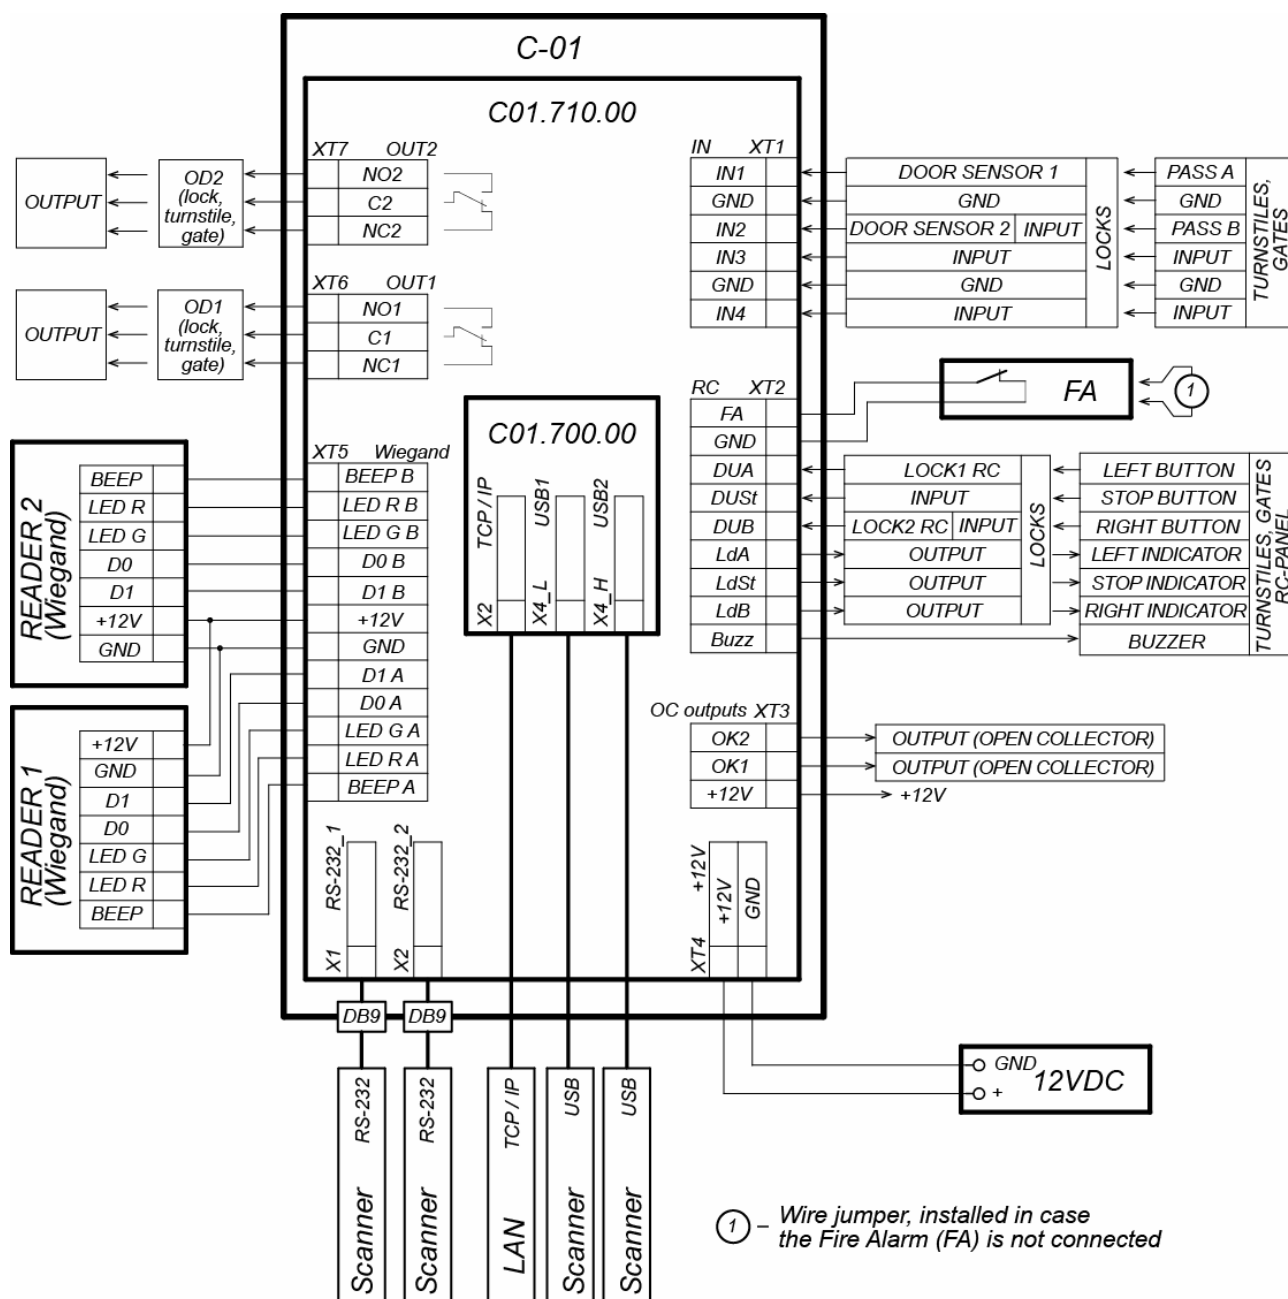 C-01
C01.710.00
XT7 OUT2
NO2
C2
NC2
OD2
(lock,
turnstile,
gate)
OUTPUT
XT6 OUT1
NO1
C1
NC1
OD1
(lock,
turnstile,
gate)
OUTPUT
XT5 Wiegand
BEEP B
LED R B
LED G B
D0 B
D1 B
+12V
GND
D1 A
D0 A
LED G A
LED R A
BEEP A
READER 2
(Wiegand)
BEEP
LED R
LED G
D0
D1
+12V
GND
READER 1
(Wiegand)
+12V
GND
D1
D0
LED G
LED R
BEEP
C01.700.00
X2 TCP / IP
X4_L USB1
X4_H USB2
IN XT1
IN1
GND
IN2
IN3
GND
IN4
DOOR SENSOR 1
GND
DOOR SENSOR 2 INPUT
INPUT
GND
INPUT
LOCKS
PASS A
GND
PASS B
INPUT
GND
INPUT
TURNSTILES,
GATES
RC XT2
FA
GND
DUA
DUSt
DUB
LdA
LdSt
LdB
Buzz
FA
1
LOCK1 RC
INPUT
LOCK2 RC INPUT
OUTPUT
OUTPUT
OUTPUT
LOCKS
LEFT BUTTON
STOP BUTTON
RIGHT BUTTON
LEFT INDICATOR
STOP INDICATOR
RIGHT INDICATOR
BUZZER
TURNSTILES, GATES
RC-PANEL
OC outputs XT3
OK2
OK1
+12V
OUTPUT (OPEN COLLECTOR)
OUTPUT (OPEN COLLECTOR)
+12V
XT4 +12V
+12V
GND
X1 RS-232_1
X2 RS-232_2
DB9
DB9
Scanner RS-232
Scanner RS-232
LAN TCP / IP
Scanner USB
Scanner USB
GND
+
12VDC
1 – Wire jumper, installed in case
the Fire Alarm (FA) is not connected